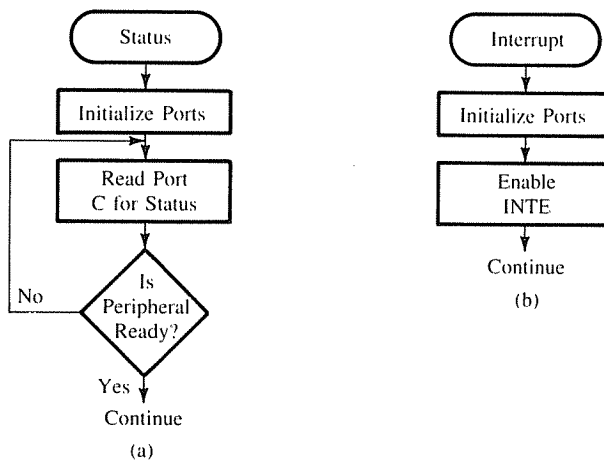 Status
Initialize Ports
Read Port
C for Status
Is
Peripheral
Ready?
No
Yes
Continue
(a)
Interrupt
Initialize Ports
Enable
INTE
Continue
(b)